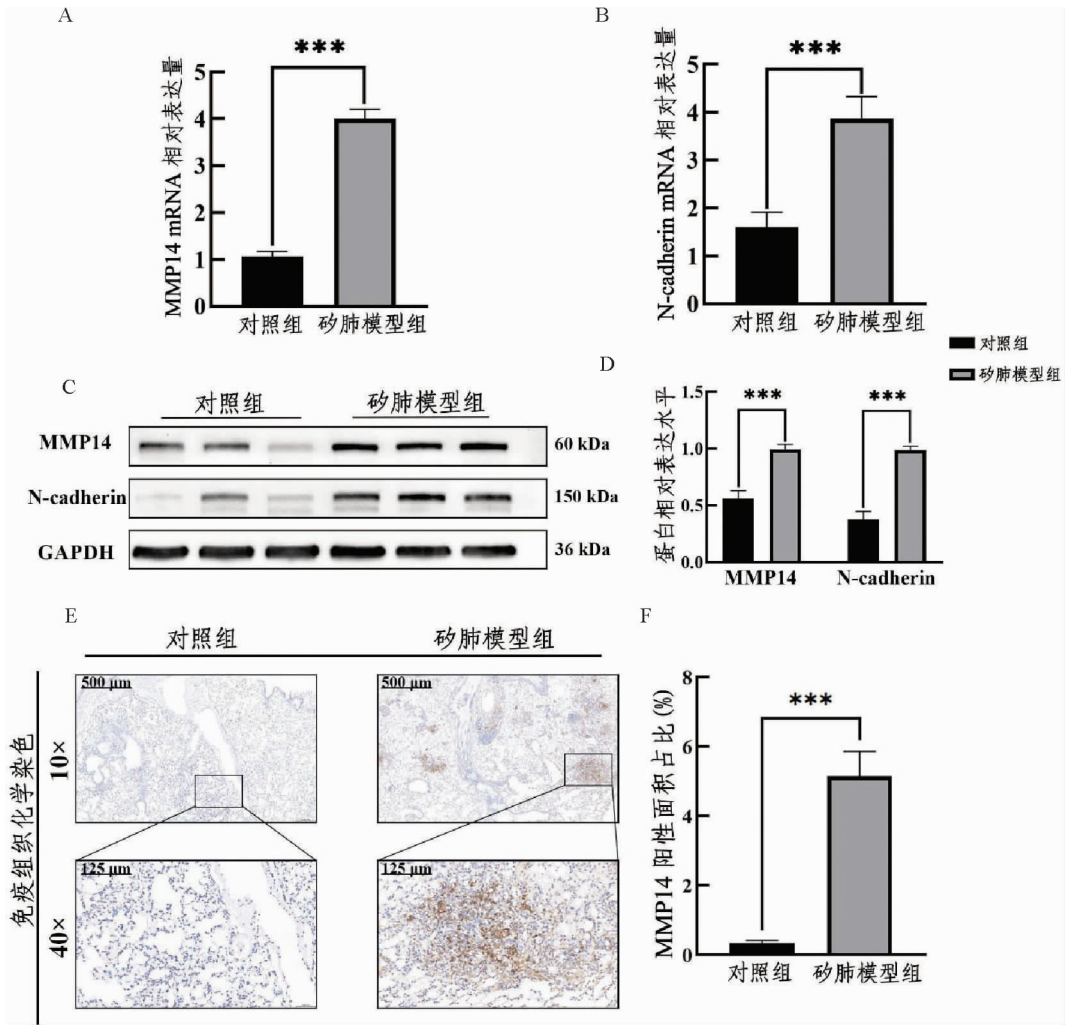 A
***
MMP14 mRNA 相对表达量
5
4
3
2
1
0
对照组
矽肺模型组
B
***
N-cadherin mRNA 相对表达量
5
4
3
2
1
0
对照组
矽肺模型组
对照组
矽肺模型组
C
对照组
矽肺模型组
MMP14
60 kDa
N-cadherin
150 kDa
GAPDH
36 kDa
D
蛋白相对表达水平
1.5
1.0
0.5
0.0
***
***
MMP14
N-cadherin
E
对照组
矽肺模型组
免疫组织化学染色
10×
500 μm
500 μm
40×
125 μm
125 μm
F
MMP14 阳性面积占比(%)
8
6
4
2
0
***
对照组
矽肺模型组